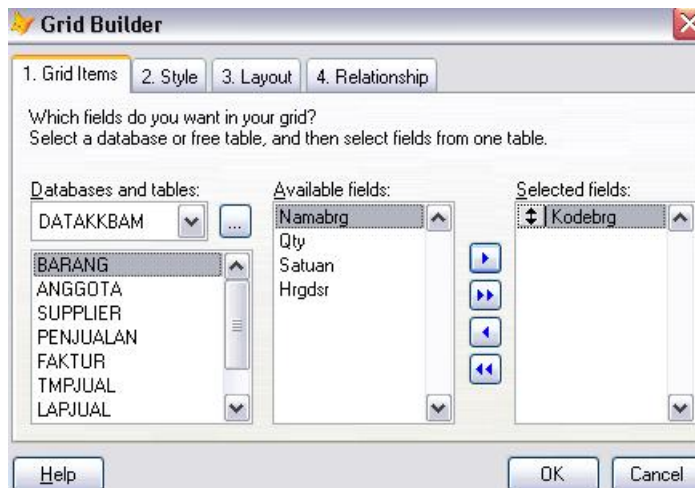 Grid Builder
1. Grid Items 2. Style 3. Layout 4. Relationship
Which fields do you want in your grid?
Select a database or free table, and then select fields from one table.
Databases and tables: Available fields: Selected fields:
DATAKKBAM ... Namabrg Kodebrg
Qty
BARANG Satuan
ANGGOTA Hrgdsr
SUPPLIER
PENJUALAN
FAKTUR
TMPJUAL
LAPJUAL
Help OK Cancel